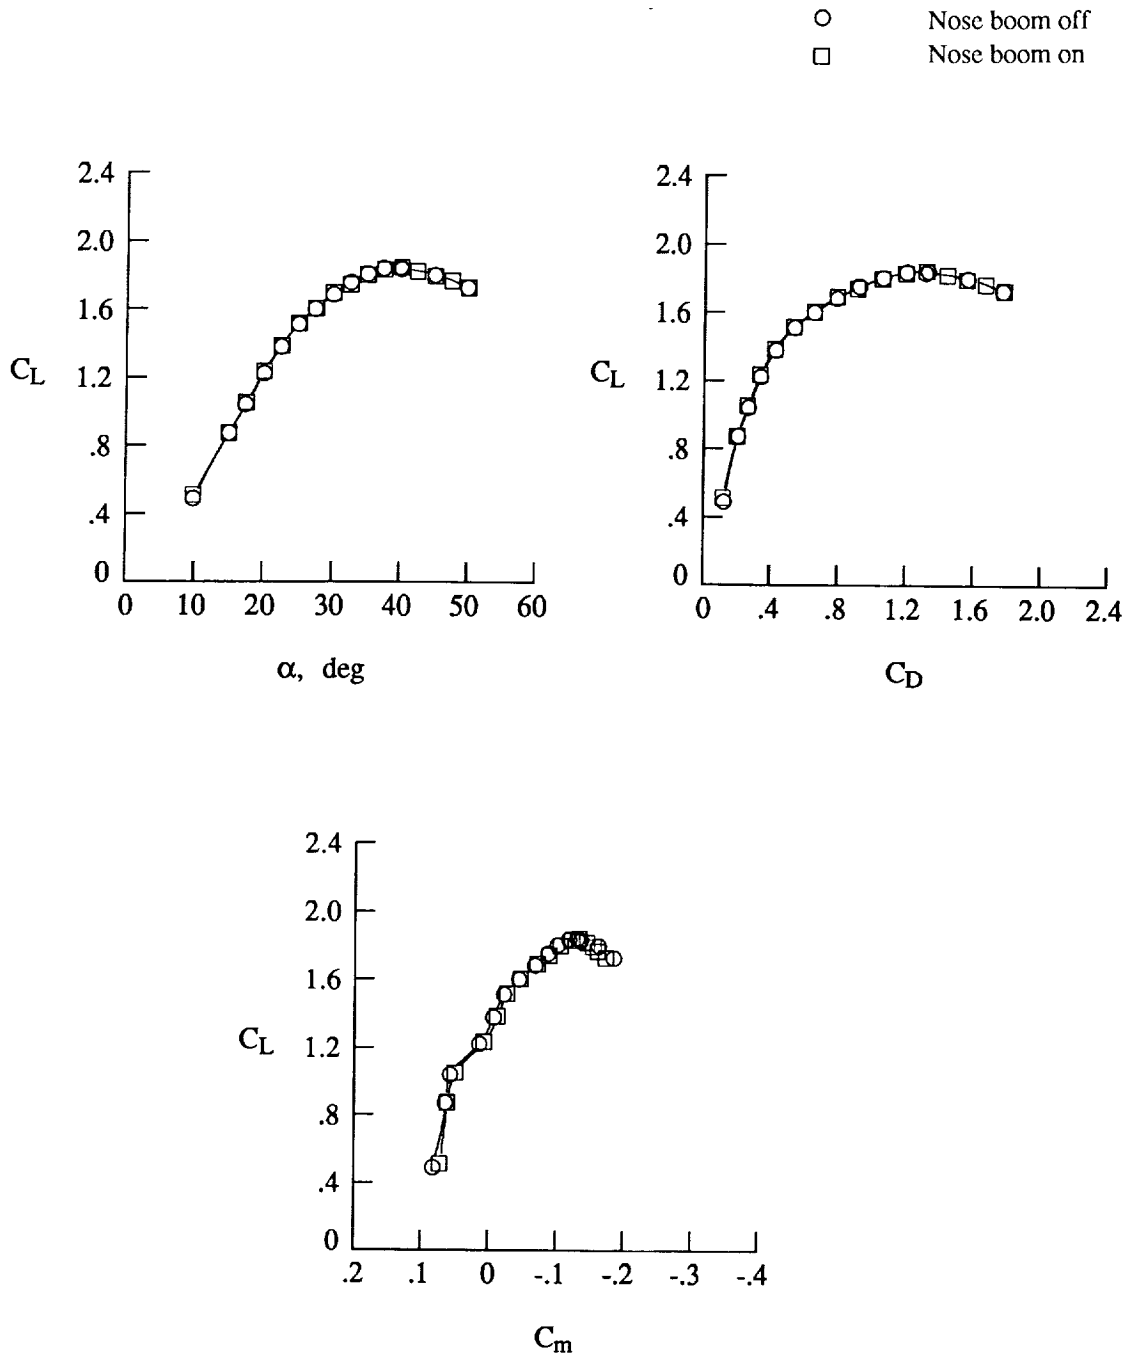 Nose boom off
Nose boom on
2.4
2.0
1.6
C_L 1.2
.8
.4
0
0 10 20 30 40 50 60
α, deg
2.4
2.0
1.6
C_L 1.2
.8
.4
0
0 .4 .8 1.2 1.6 2.0 2.4
C_D
2.4
2.0
1.6
C_L 1.2
.8
.4
0
.2 .1 0 -.1 -.2 -.3 -.4
C_m